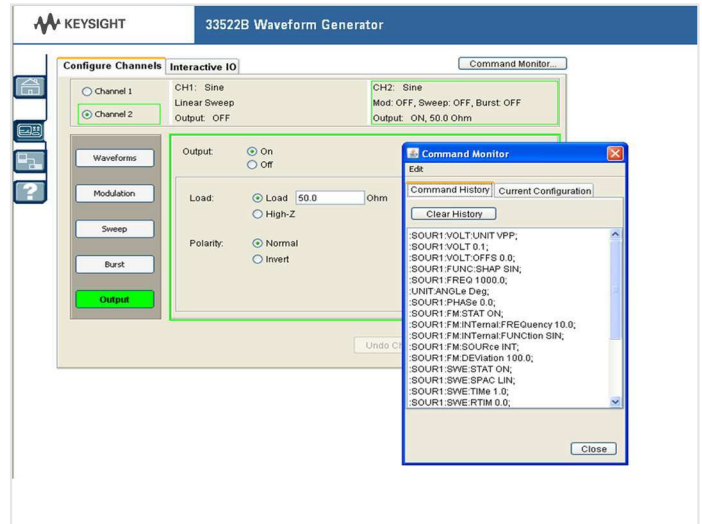 KEYSIGHT
33522B Waveform Generator
Configure Channels
Interactive IO
Command Monitor...
Channel 1
Channel 2
CH1: Sine
Linear Sweep
Output: OFF
CH2: Sine
Mod: OFF, Sweep: OFF, Burst: OFF
Output: ON, 50.0 Ohm
Waveforms
Modulation
Sweep
Burst
Output
Output:
On
Off
Load:
Load 50.0 Ohm
High-Z
Polarity:
Normal
Invert
Undo
Command Monitor
Edit
Command History
Current Configuration
Clear History
:SOUR1:VOLT:UNIT VPP;
:SOUR1:VOLT 0.1;
:SOUR1:VOLT:OFFS 0.0;
:SOUR1:FUNC:SHAP SIN;
:SOUR1:FREQ 1000.0;
:UNIT:ANGLe Deg;
:SOUR1:PHASe 0.0;
:SOUR1:FM:STAT ON;
:SOUR1:FM:INTernal:FREQuency 10.0;
:SOUR1:FM:INTernal:FUNCtion SIN;
:SOUR1:FM:SOURce INT;
:SOUR1:FM:DEViation 100.0;
:SOUR1:SWE:STAT ON;
:SOUR1:SWE:SPAC LIN;
:SOUR1:SWE:TIMe 1.0;
:SOUR1:SWE:RTIM 0.0;
Close